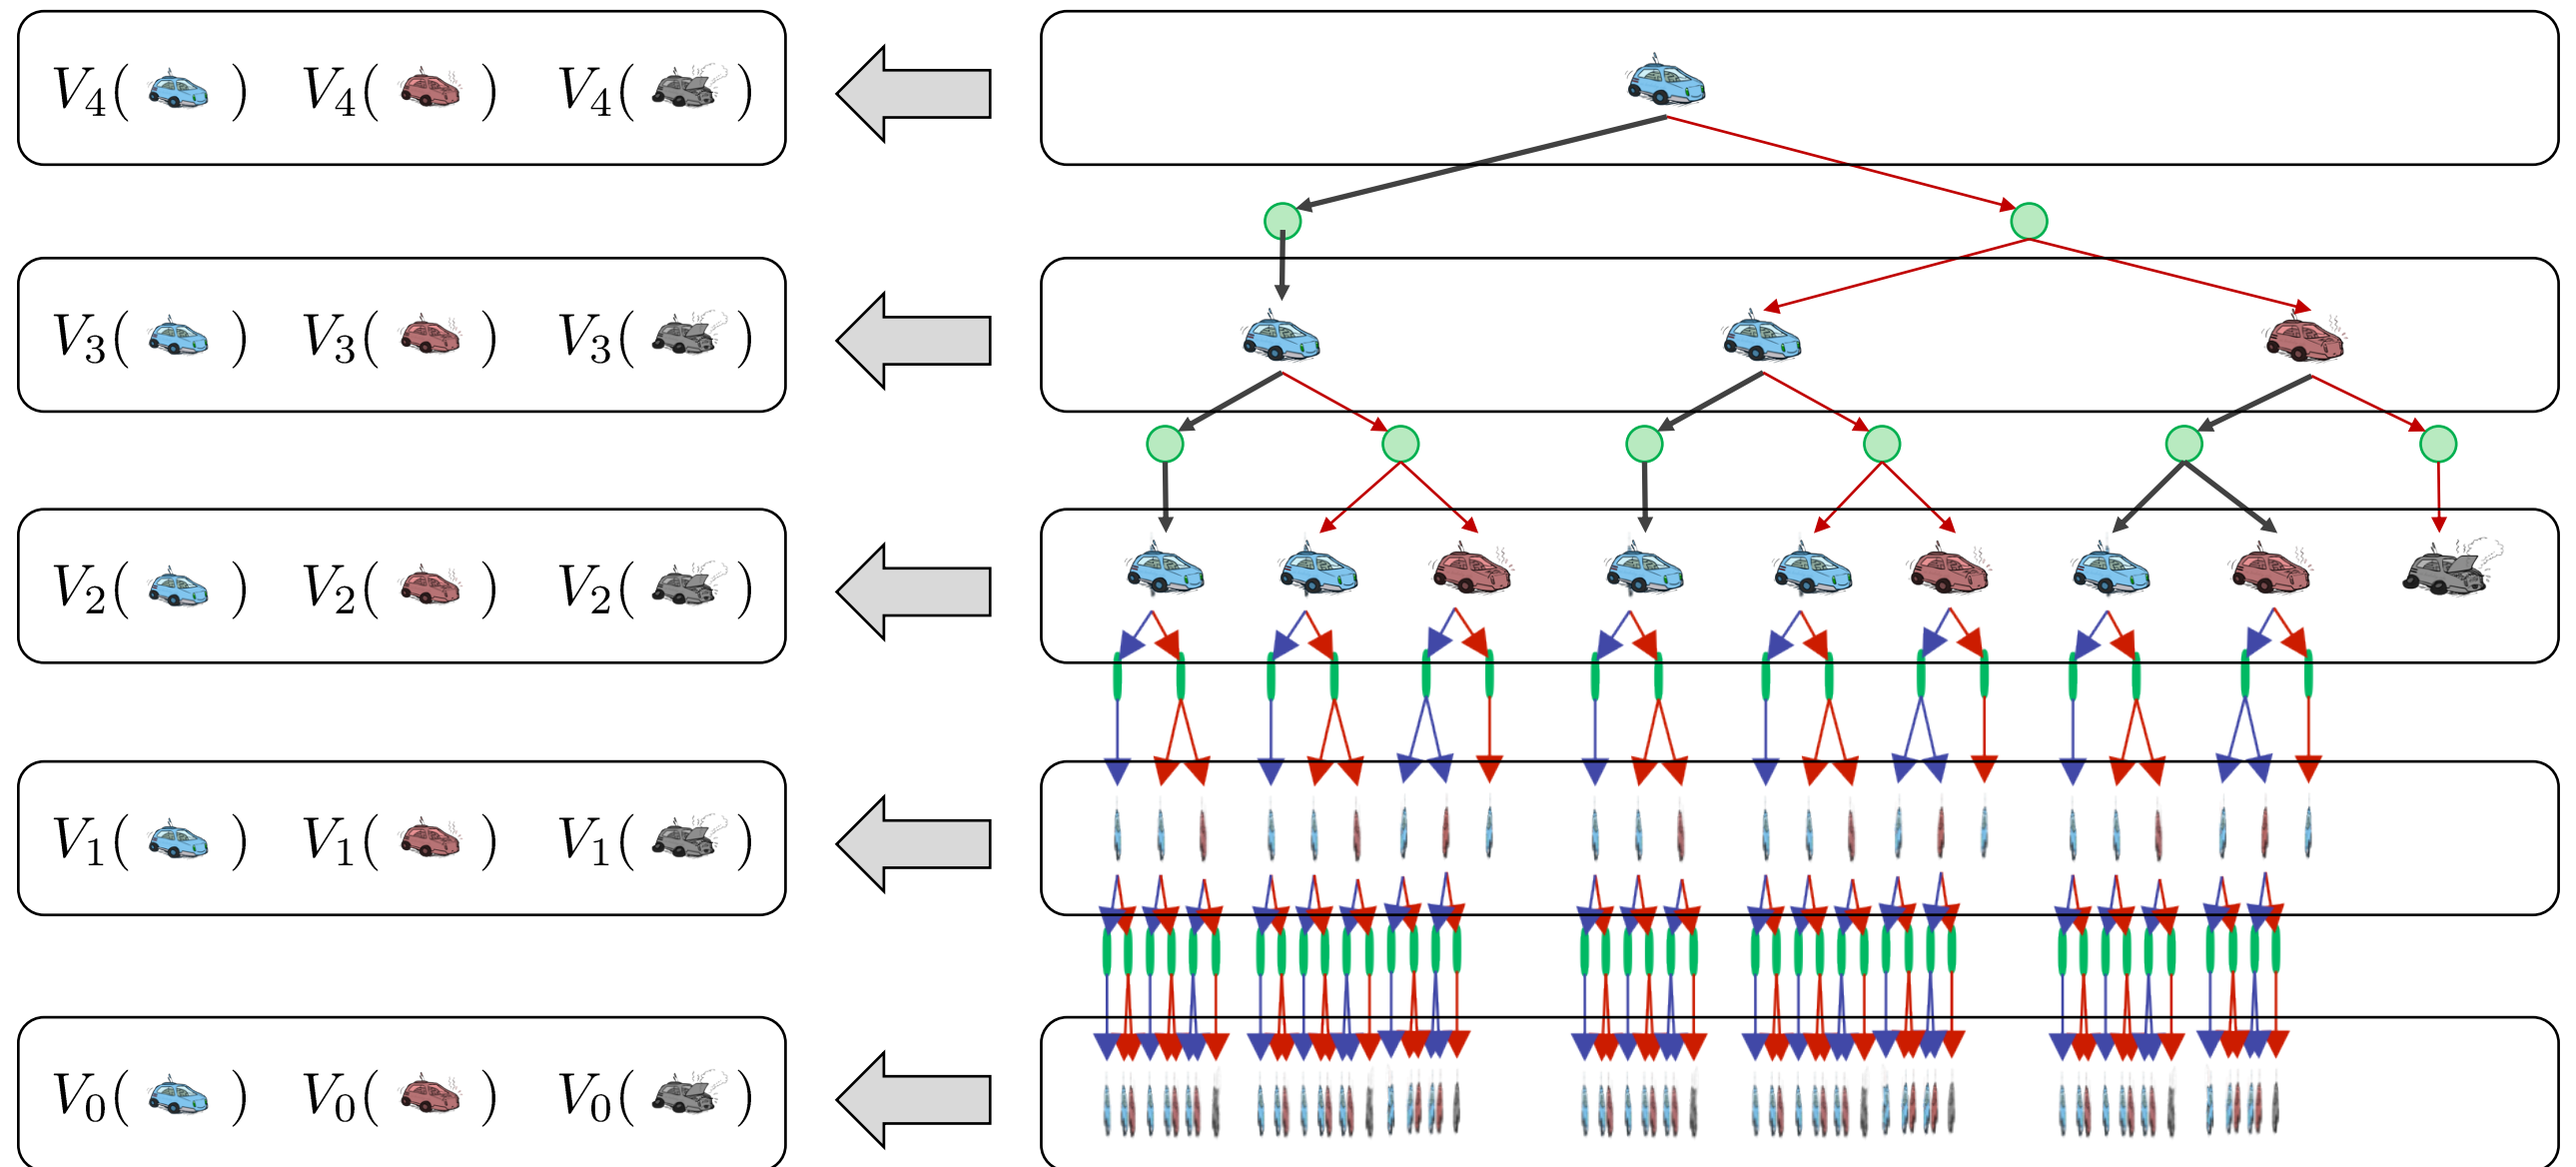 V4( ) V4( ) V4( )
V3( ) V3( ) V3( )
V2( ) V2( ) V2( )
V1( ) V1( ) V1( )
V0( ) V0( ) V0( )